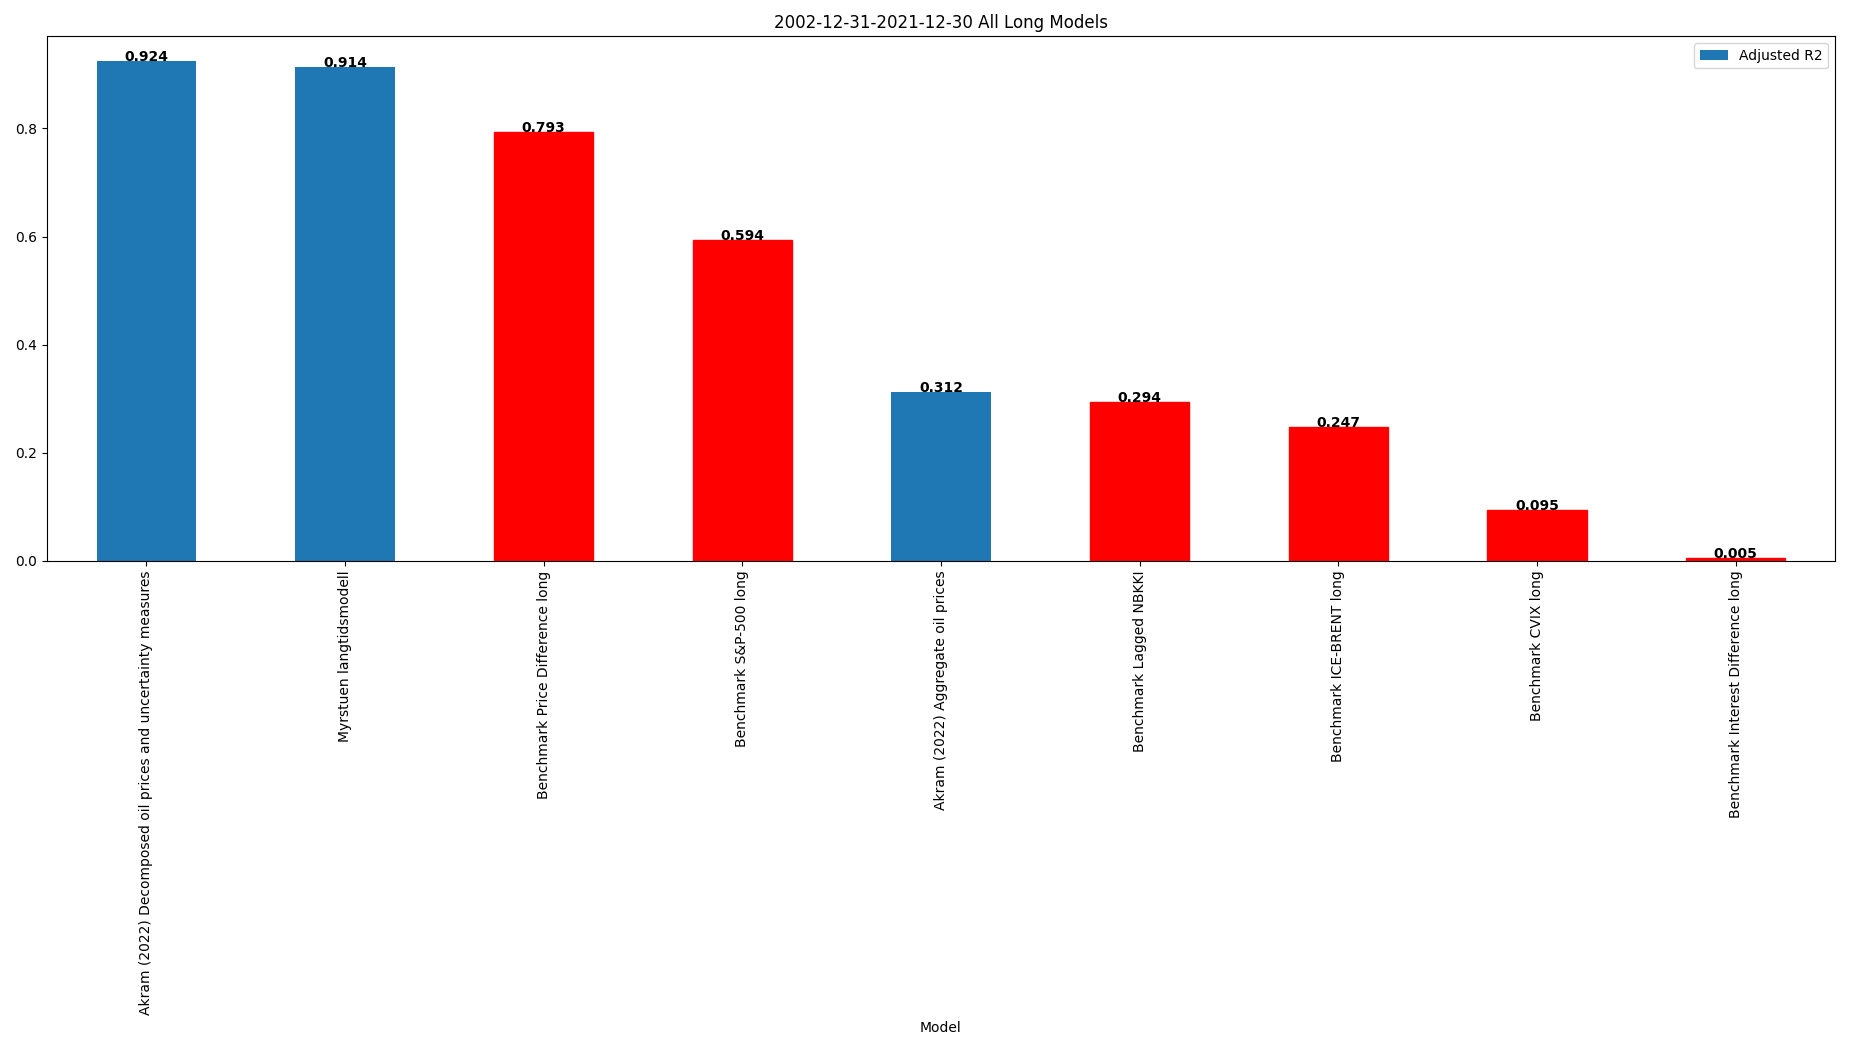 2002-12-31-2021-12-30 All Long Models
Adjusted R2
0.924
0.914
0.793
0.594
0.312
0.294
0.247
0.095
0.005
0.8
0.6
0.4
0.2
0.0
Akram (2022) Decomposed oil prices and uncertainty measures
Myrstuen langtidsmodell
Benchmark Price Difference long
Benchmark S&P-500 long
Akram (2022) Aggregate oil prices
Benchmark Lagged NBKKI
Benchmark ICE-BRENT long
Benchmark CVIX long
Benchmark Interest Difference long
Model